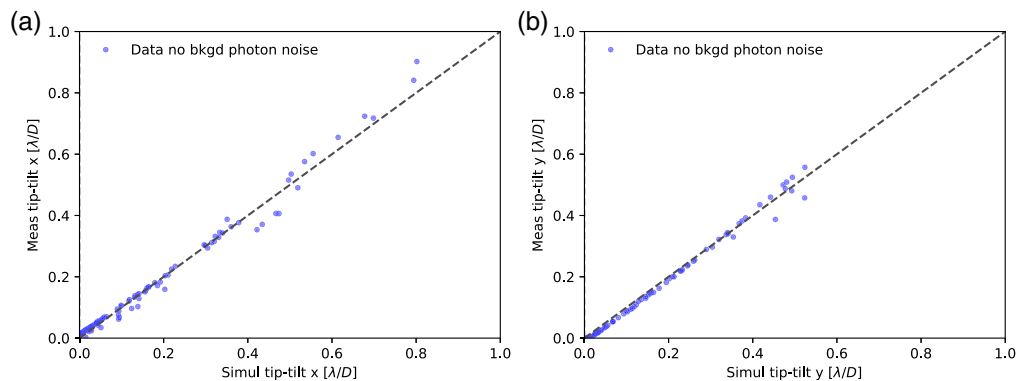 (a)
Data no bkgd photon noise
Meas tip-tilt x [λ/D]
1.0
0.8
0.6
0.4
0.2
0.0
0.0 0.2 0.4 0.6 0.8 1.0
Simul tip-tilt x [λ/D]
(b)
Data no bkgd photon noise
Meas tip-tilt y [λ/D]
1.0
0.8
0.6
0.4
0.2
0.0
0.0 0.2 0.4 0.6 0.8 1.0
Simul tip-tilt y [λ/D]